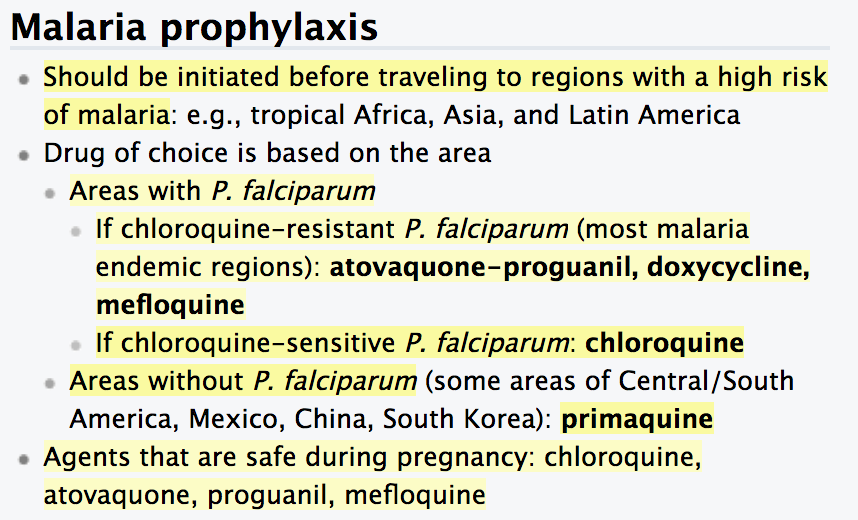 Malaria prophylaxis
Should be initiated before traveling to regions with a high risk
of malaria: e.g., tropical Africa, Asia, and Latin America
Drug of choice is based on the area
Areas with P. falciparum
If chloroquine-resistant P. falciparum (most malaria
endemic regions): atovaquone-proguanil, doxycycline,
mefloquine
If chloroquine-sensitive P. falciparum: chloroquine
Areas without P. falciparum (some areas of Central/South
America, Mexico, China, South Korea): primaquine
Agents that are safe during pregnancy: chloroquine,
atovaquone, proguanil, mefloquine